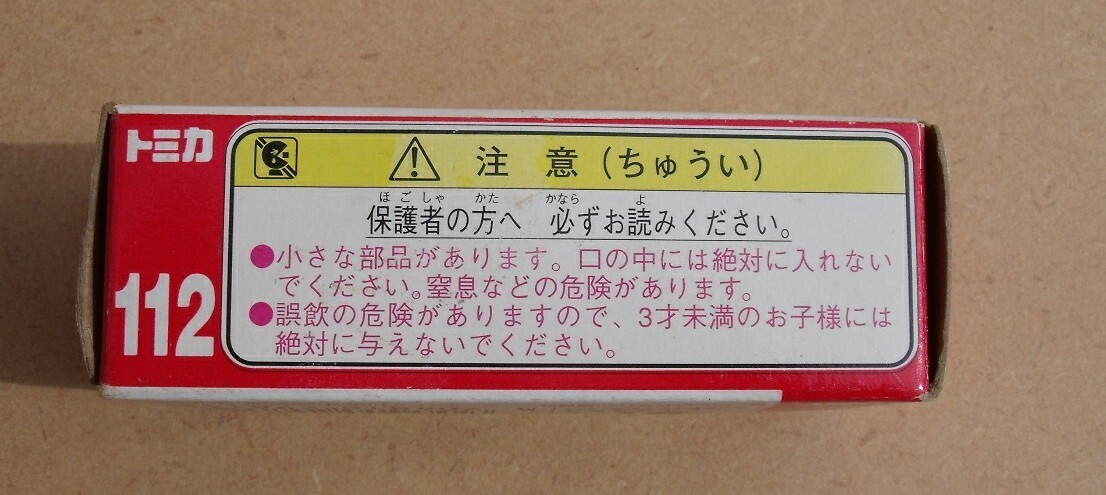 トミカ
112
注意(ちゅうい)
ほごしゃ かた かなら よ
保護者の方へ 必ずお読みください。
●小さな部品があります。口の中には絶対に入れない
でください。窒息などの危険があります。
●誤飲の危険がありますので、3才未満のお子様には
絶対に与えないでください。